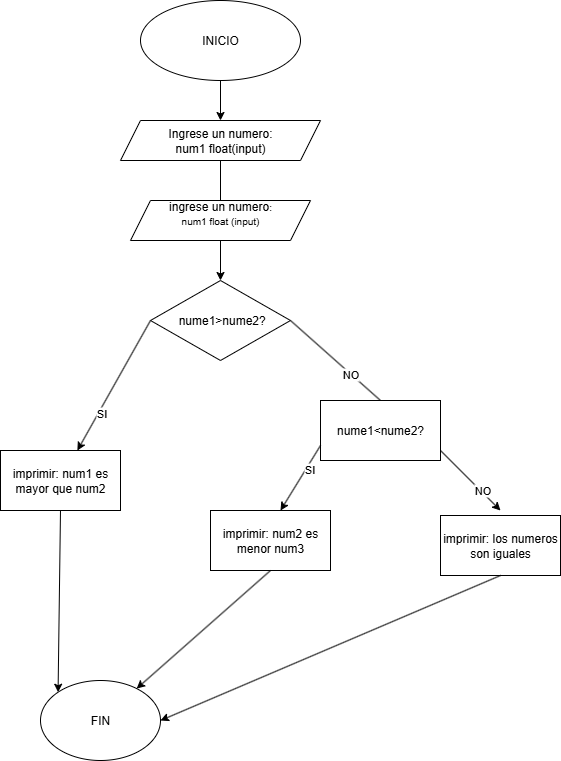 INICIO
Ingrese un numero:
num1 float(input)
ingrese un numero:
num1 float (input)
nume1>nume2?
NO
SI
nume1<nume2?
SI
NO
imprimir: num1 es
mayor que num2
imprimir: num2 es
menor num3
imprimir: los numeros
son iguales
FIN